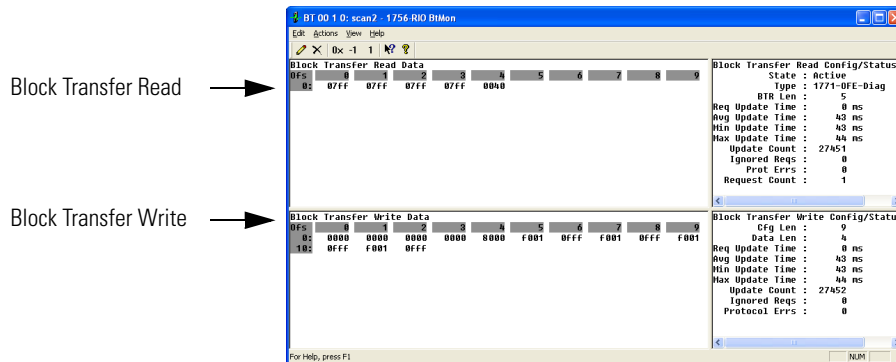 BT 00 1 0: scan2 - 1756-RIO BtMon
Edit Actions View Help
0x -1 1
Block Transfer Read Data
Ofs 0 1 2 3 4 5 6 7 8 9
0: 07ff 07ff 07ff 07ff 0040
Block Transfer Read Config/Status
State : Active
Type : 1771-OFE-Diag
BTR Len : 5
Req Update Time : 0 ms
Avg Update Time : 43 ms
Min Update Time : 43 ms
Max Update Time : 44 ms
Update Count : 27451
Ignored Reqs : 0
Prot Errs : 0
Request Count : 1
Block Transfer Read
Block Transfer Write
Block Transfer Write Data
Ofs 0 1 2 3 4 5 6 7 8 9
0: 0000 0000 0000 0000 8000 f001 0fff f001 0fff f001
10: 0fff f001 0fff
Block Transfer Write Config/Statu
Cfg Len : 9
Data Len : 4
Req Update Time : 0 ms
Avg Update Time : 43 ms
Min Update Time : 43 ms
Max Update Time : 44 ms
Update Count : 27452
Ignored Reqs : 0
Protocol Errs : 0
For Help, press F1
NUM